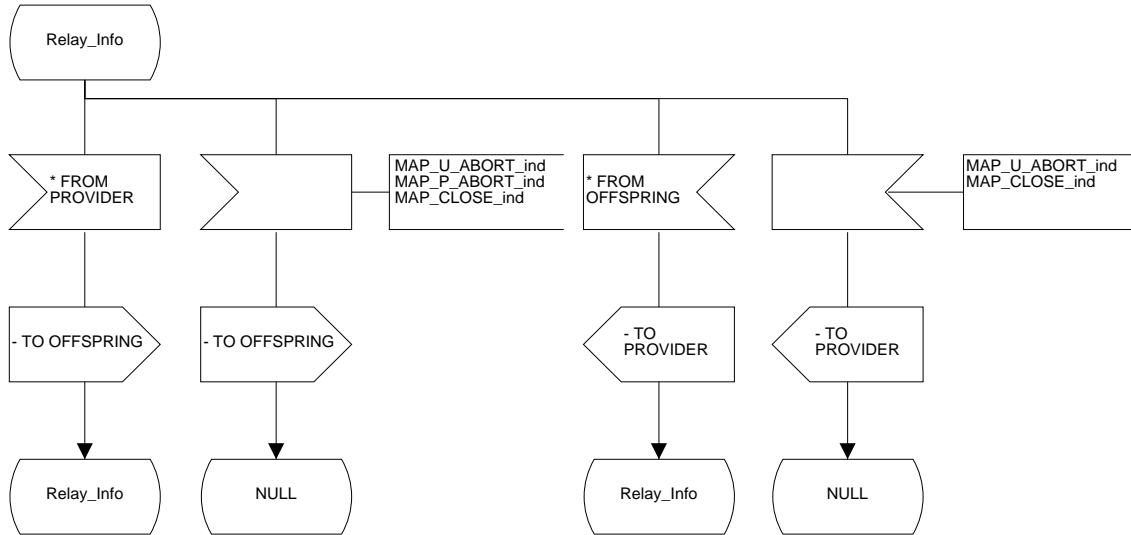 Relay_Info
* FROM
PROVIDER
MAP_U_ABORT_ind
MAP_P_ABORT_ind
MAP_CLOSE_ind
* FROM
OFFSPRING
MAP_U_ABORT_ind
MAP_CLOSE_ind
- TO OFFSPRING
- TO OFFSPRING
- TO
PROVIDER
- TO
PROVIDER
Relay_Info
NULL
Relay_Info
NULL